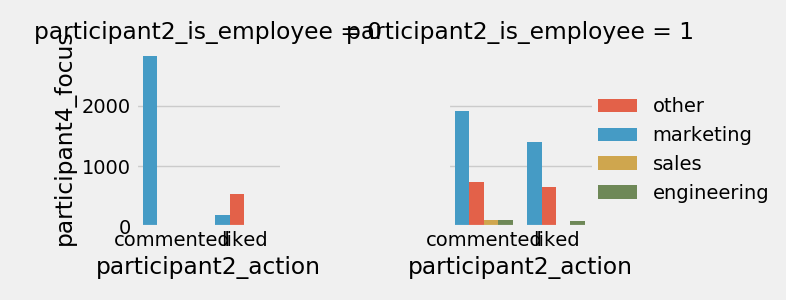 participant2_is_employee = 0
participant2_is_employee = 1
participant4_focus
2000
1000
0
commented
liked
commented
liked
participant2_action
participant2_action
other
marketing
sales
engineering